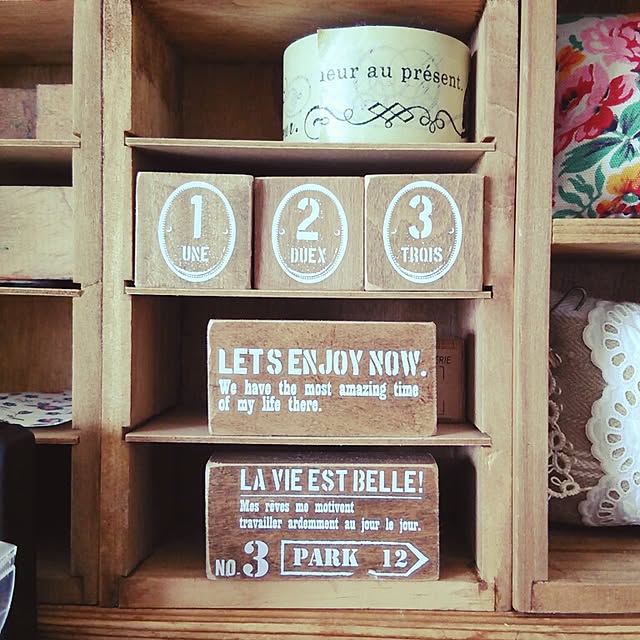 leur au présent.
1
UNE
2
DUEX
3
TROIS
LETS ENJOY NOW.
We have the most amazing time
of my life there.
LA VIE EST BELLE!
Mes rêves me motivent
travailler ardemment au jour le jour.
NO. 3 PARK 12